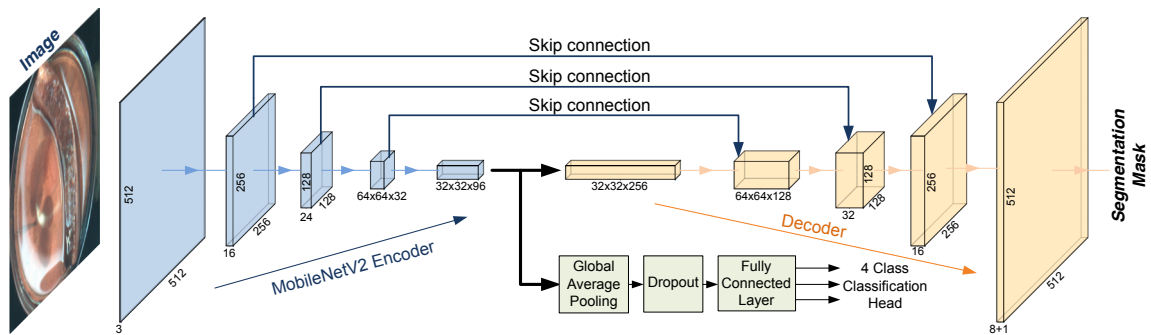 Image
512
512
3
256
256
16
128
128
24
64x64x32
32x32x96
MobileNetV2 Encoder
Skip connection
Skip connection
Skip connection
32x32x256
64x64x128
128
128
32
256
256
16
512
512
8+1
Decoder
Segmentation
Mask
Global
Average
Pooling
Dropout
Fully
Connected
Layer
4 Class
Classification
Head